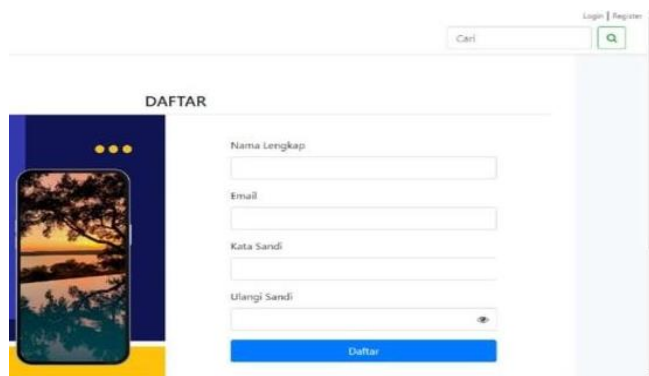 Login | Register
Cari
DAFTAR
Nama Lengkap
Email
Kata Sandi
Ulangi Sandi
Daftar